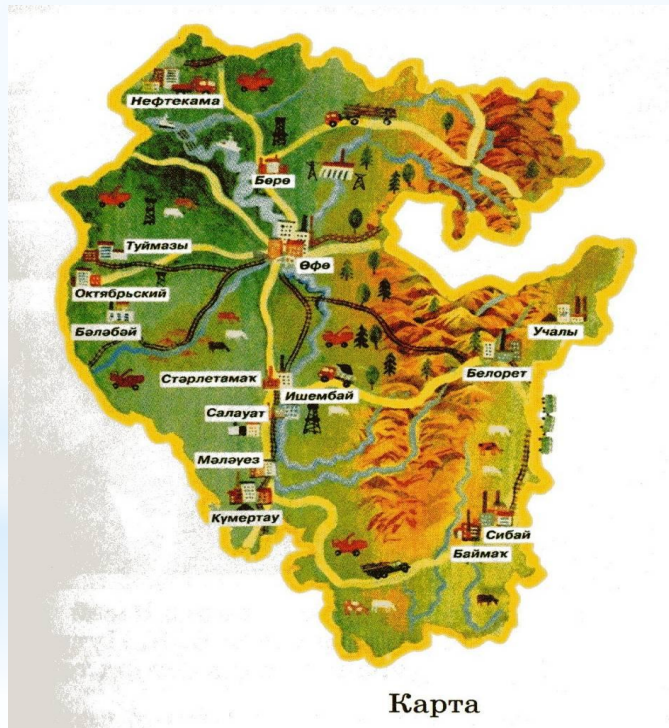 Нефтекама
Бөрө
Туймазы
Өфө
Октябрьский
Бәләбәй
Учалы
Белорет
Стәрлетамаҡ
Ишембай
Салауат
Мәләүез
Күмертау
Сибай
Баймаҡ
Карта